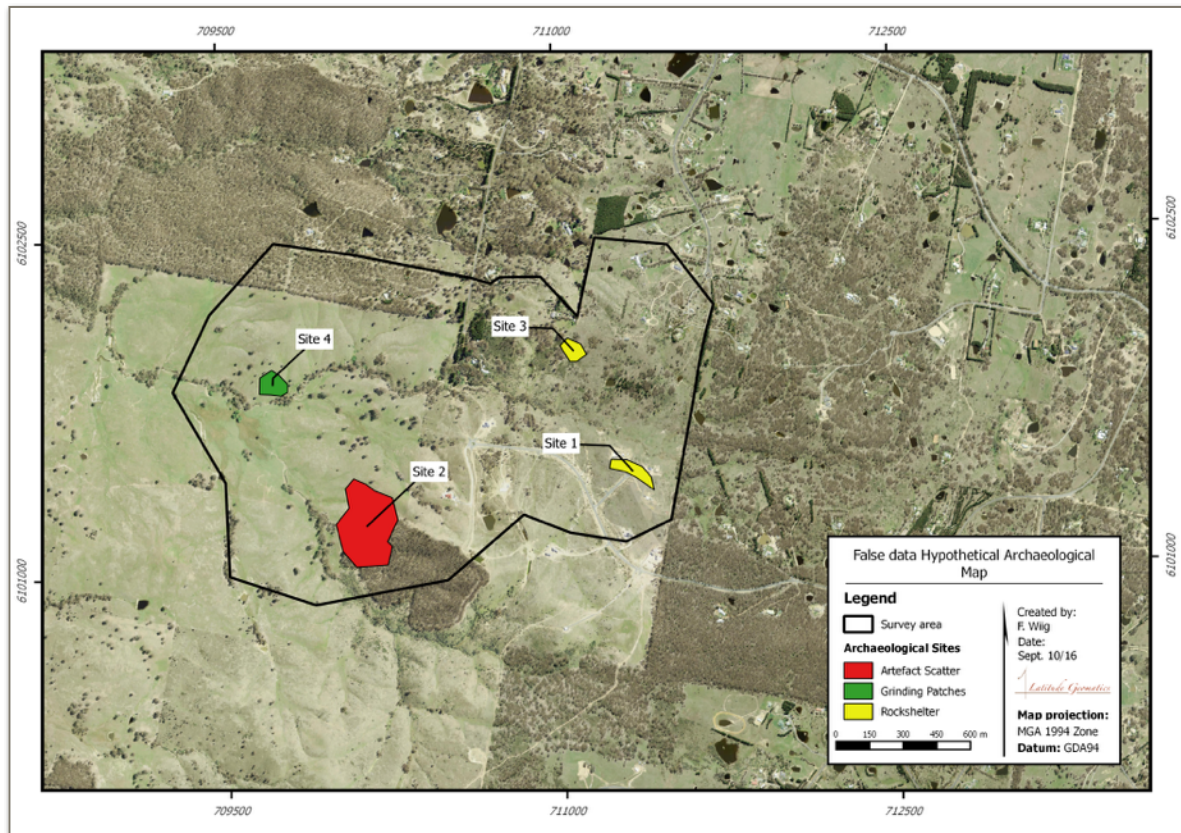 709500
711000
712500
6102500
6102500
Site 3
Site 4
Site 1
Site 2
6101000
6101000
False data Hypothetical Archaeological
Map
Legend
Survey area
Archaeological Sites
Artefact Scatter
Grinding Patches
Rockshelter
0 150 300 450 600 m
Created by:
F. Wiig
Date:
Sept. 10/16
Latitude Geomatics
Map projection:
MGA 1994 Zone
Datum: GDA94
709500
711000
712500